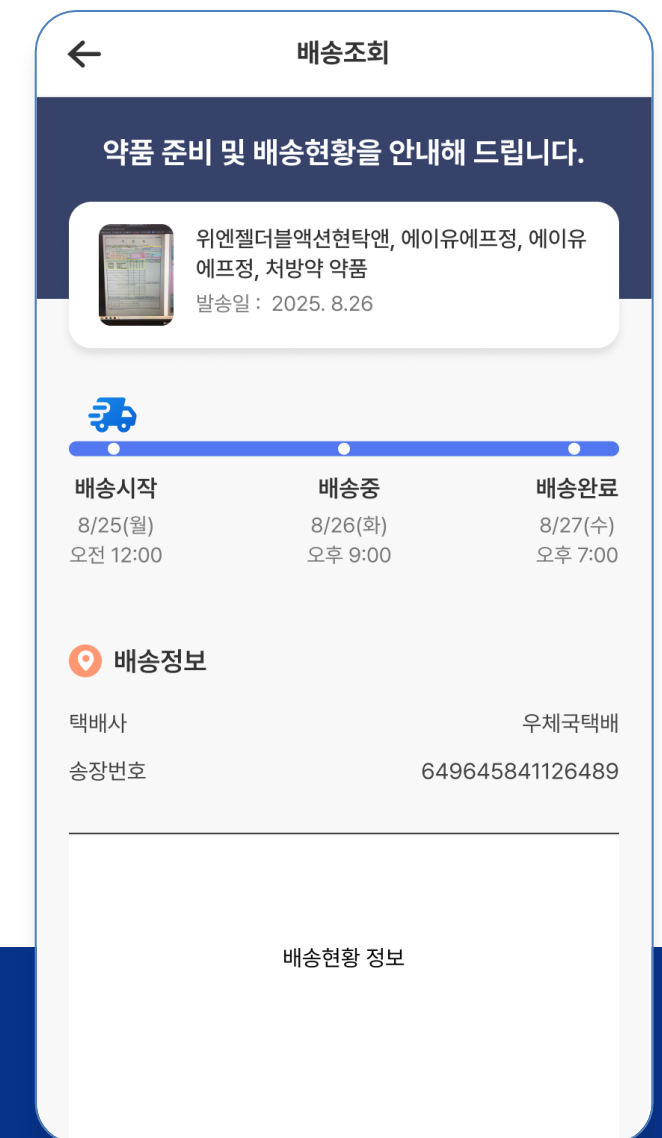 배송조회
약품 준비 및 배송현황을 안내해 드립니다.
위엔젤더블액션현탁앤, 에이유에프정, 에이유
에프정, 처방약 약품
발송일 : 2025. 8.26
배송시작 배송중 배송완료
8/25(월) 8/26(화) 8/27(수)
오전 12:00 오후 9:00 오후 7:00
배송정보
택배사 우체국택배
송장번호 649645841126489
배송현황 정보